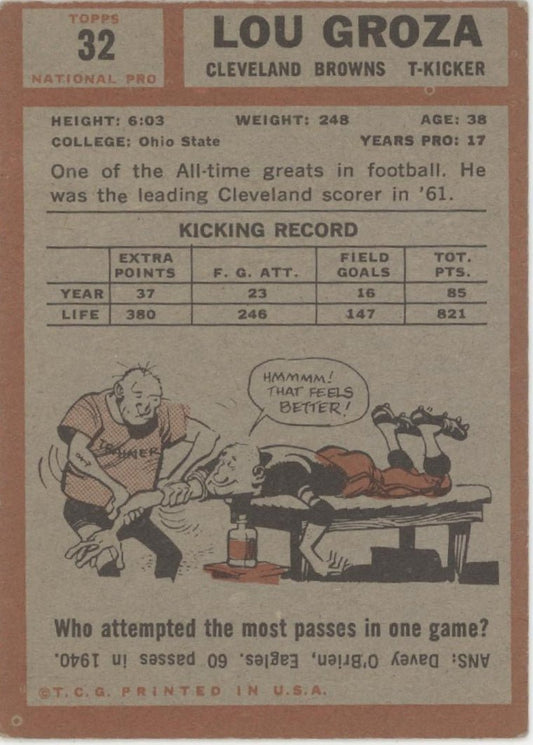 TOPPS
32
NATIONAL PRO
LOU GROZA
CLEVELAND BROWNS T-KICKER
HEIGHT: 6:03 WEIGHT: 248 AGE: 38
COLLEGE: Ohio State YEARS PRO: 17
One of the All-time greats in football. He
was the leading Cleveland scorer in '61.
KICKING RECORD
EXTRA POINTS F. G. ATT. FIELD GOALS TOT. PTS.
YEAR 37 23 16 85
LIFE 380 246 147 821
HMMMM!
THAT FEELS
BETTER!
TRAINER
Who attempted the most passes in one game?
ANS: Davey O'Brien, Eagles. 60 passes in 1940.
©T.C.G. PRINTED IN U.S.A.